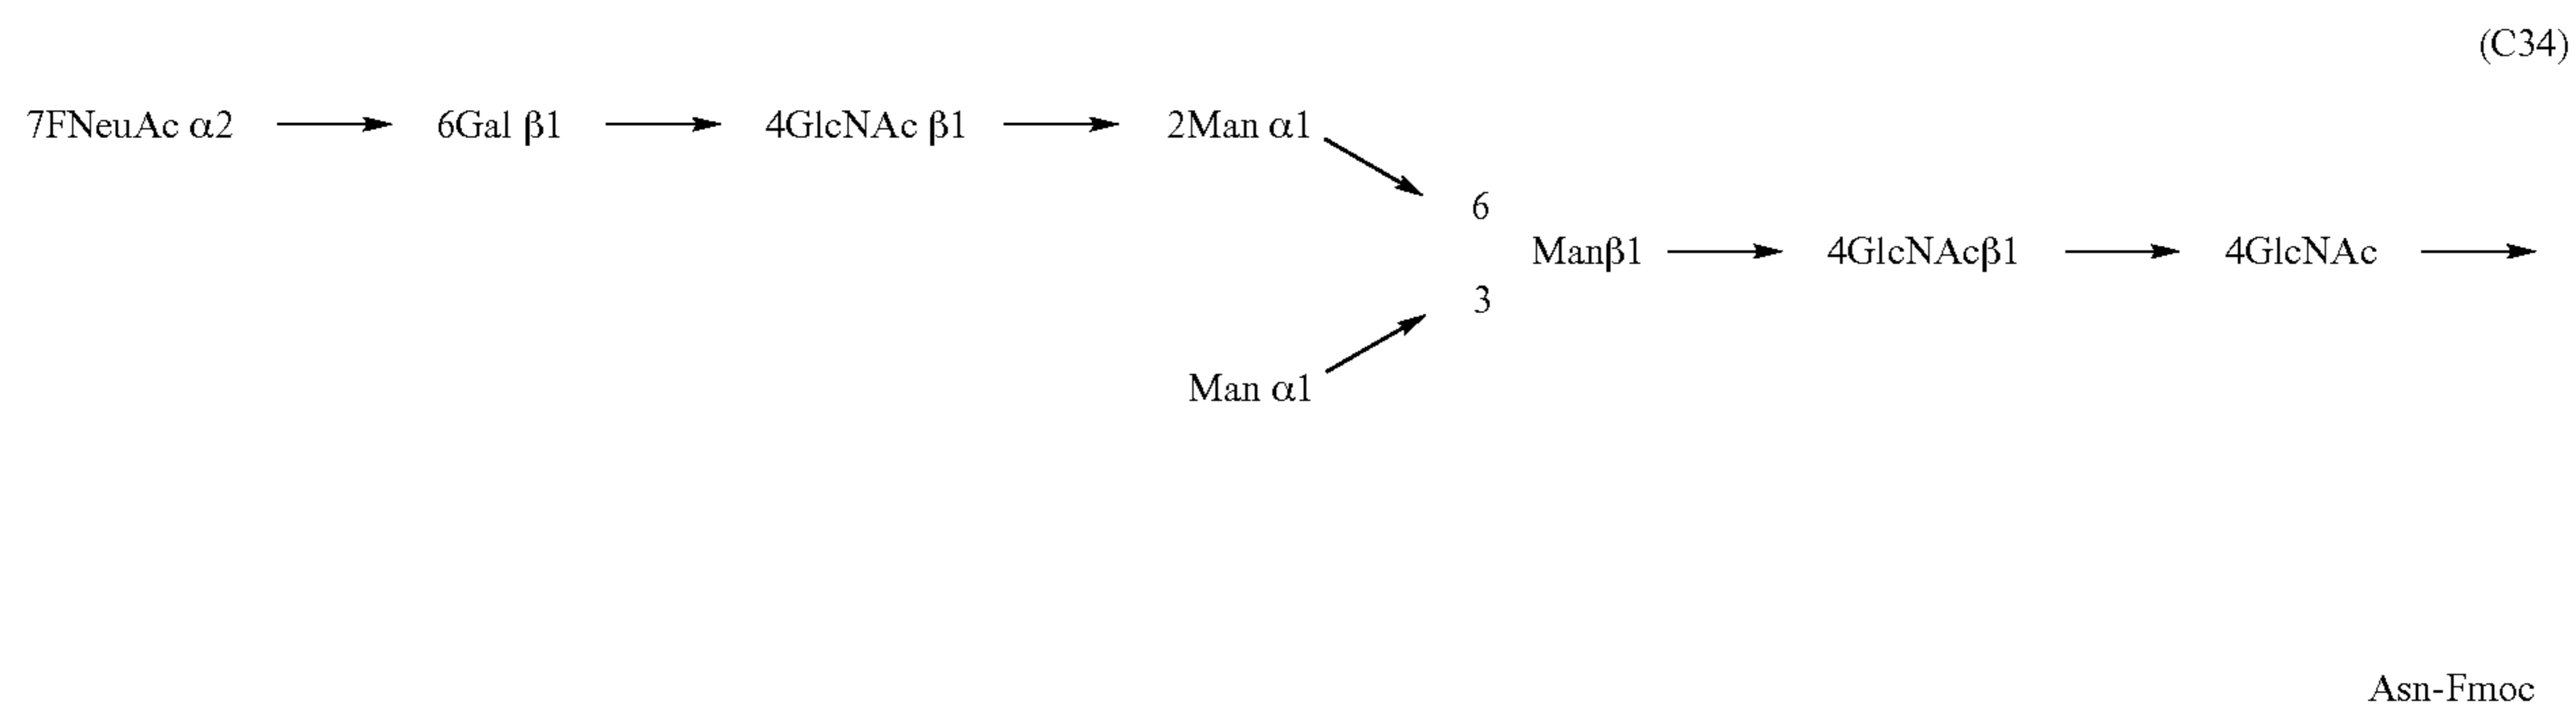 (C34)
7FNeuAc α2 → 6Gal β1 → 4GlcNAc β1 → 2Man α1
6
Manβ1 → 4GlcNAcβ1 → 4GlcNAc →
3
Man α1
Asn-Fmoc